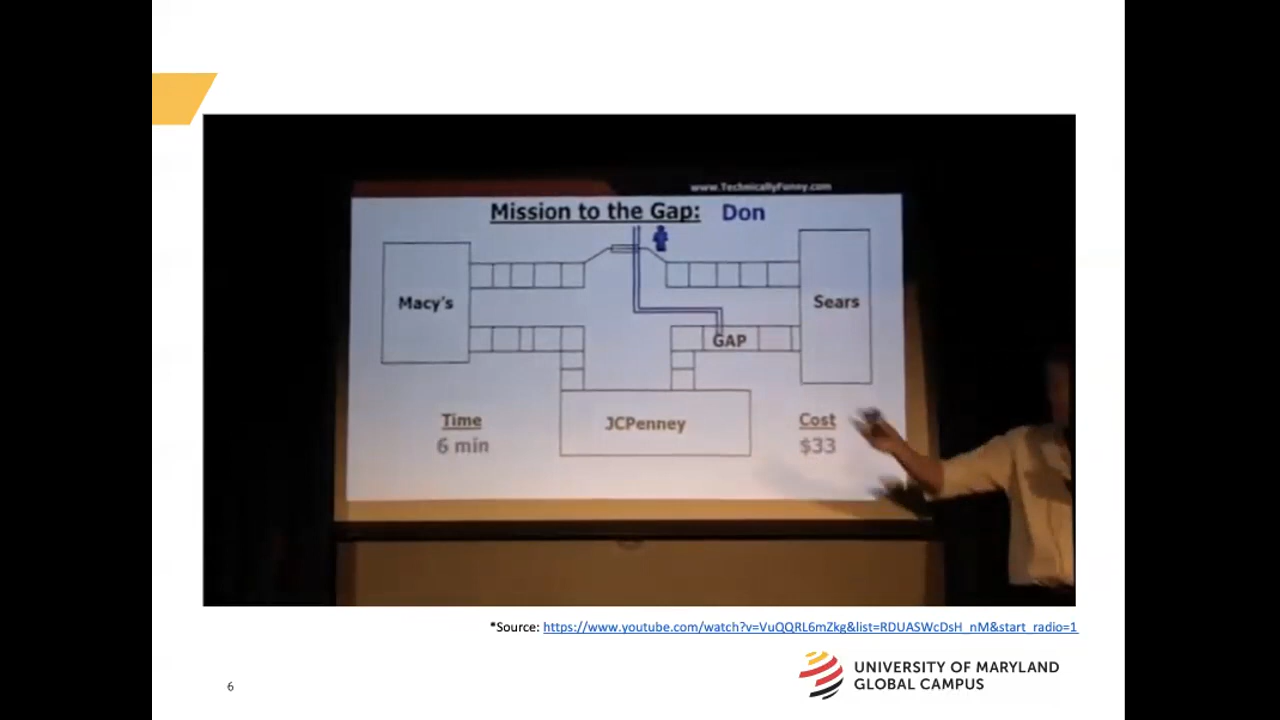 www.TechnicallyFunny.com
Mission to the Gap: Don
Macy's
Sears
GAP
JCPenney
Time
6 min
Cost
$33
*Source: https://www.youtube.com/watch?v=VuQQRL6mZkg&list=RDUASWcDsH_nM&start_radio=1
6
UNIVERSITY OF MARYLAND
GLOBAL CAMPUS